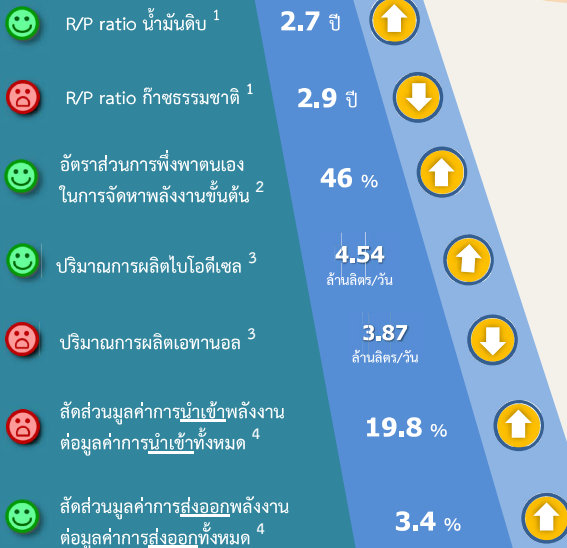 R/P ratio น้ำมันดิบ 1 2.7 ปี
R/P ratio ก๊าซธรรมชาติ 1 2.9 ปี
อัตราส่วนการพึ่งพาตนเอง
ในการจัดหาพลังงานขั้นต้น 2 46 %
ปริมาณการผลิตไบโอดีเซล 3 4.54
ล้านลิตร/วัน
ปริมาณการผลิตเอทานอล 3 3.87
ล้านลิตร/วัน
สัดส่วนมูลค่าการนำเข้าพลังงาน
ต่อมูลค่าการนำเข้าทั้งหมด 4 19.8 %
สัดส่วนมูลค่าการส่งออกพลังงาน
ต่อมูลค่าการส่งออกทั้งหมด 4 3.4 %